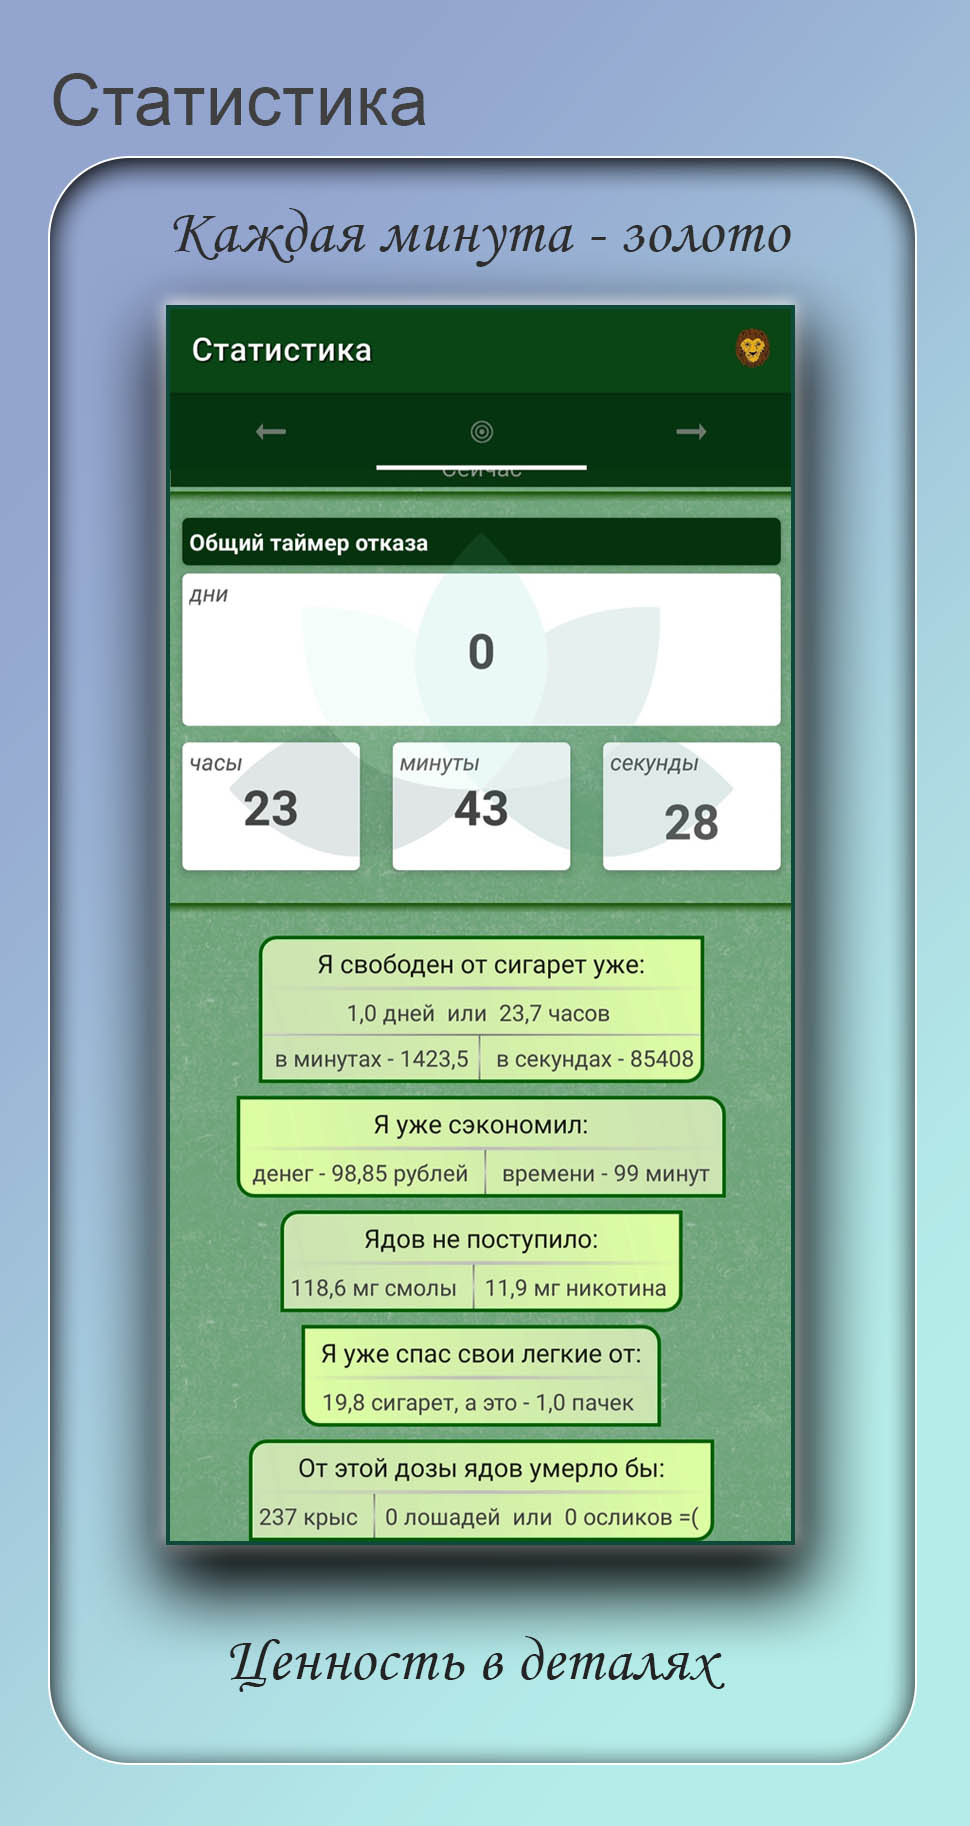 Статистика
Каждая минута - золото
Статистика
Сейчас
Общий таймер отказа
дни
0
часы минуты секунды
23 43 28
Я свободен от сигарет уже:
1,0 дней или 23,7 часов
в минутах - 1423,5 в секундах - 85408
Я уже сэкономил:
денег - 98,85 рублей времени - 99 минут
Ядов не поступило:
118,6 мг смолы 11,9 мг никотина
Я уже спас свои легкие от:
19,8 сигарет, а это - 1,0 пачек
От этой дозы ядов умерло бы:
237 крыс 0 лошадей или 0 осликов =(
Ценность в деталях